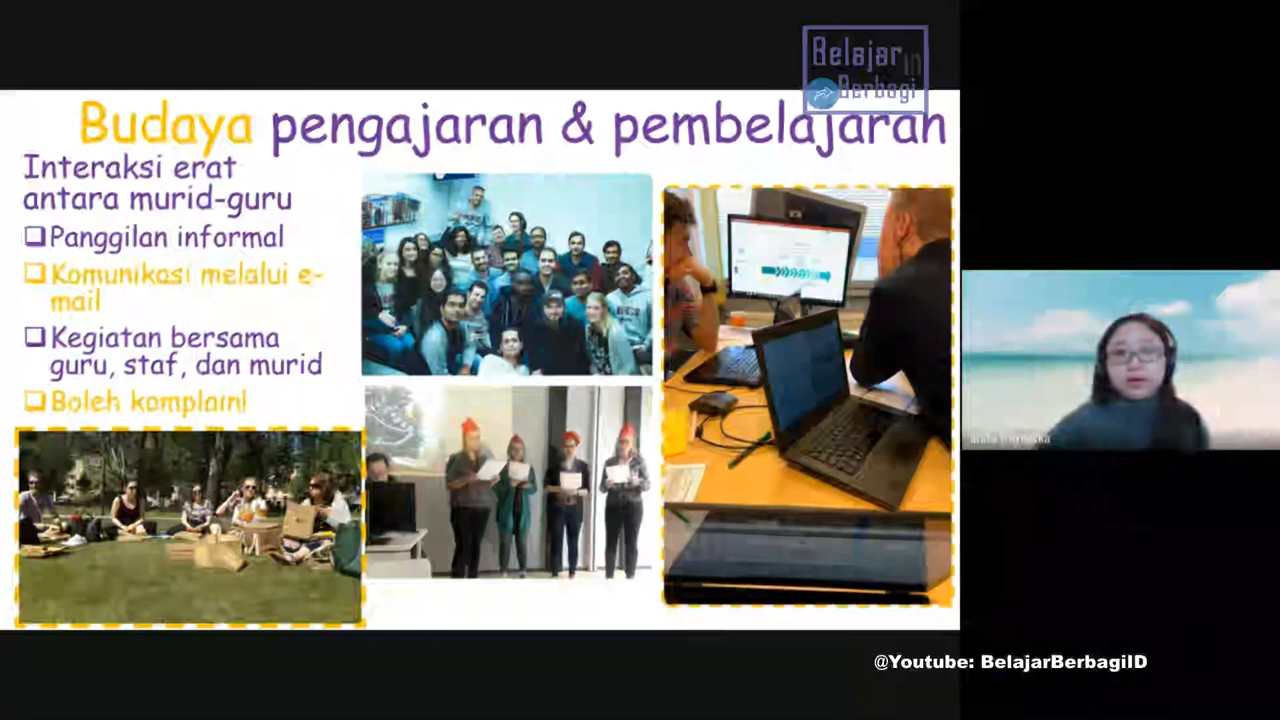 Belajar in
Berbagi
Budaya pengajaran & pembelajaran
Interaksi erat
antara murid-guru
Panggilan informal
Komunikasi melalui e-
mail
Kegiatan bersama
guru, staf, dan murid
Boleh komplain!
@Youtube: BelajarBerbagiID